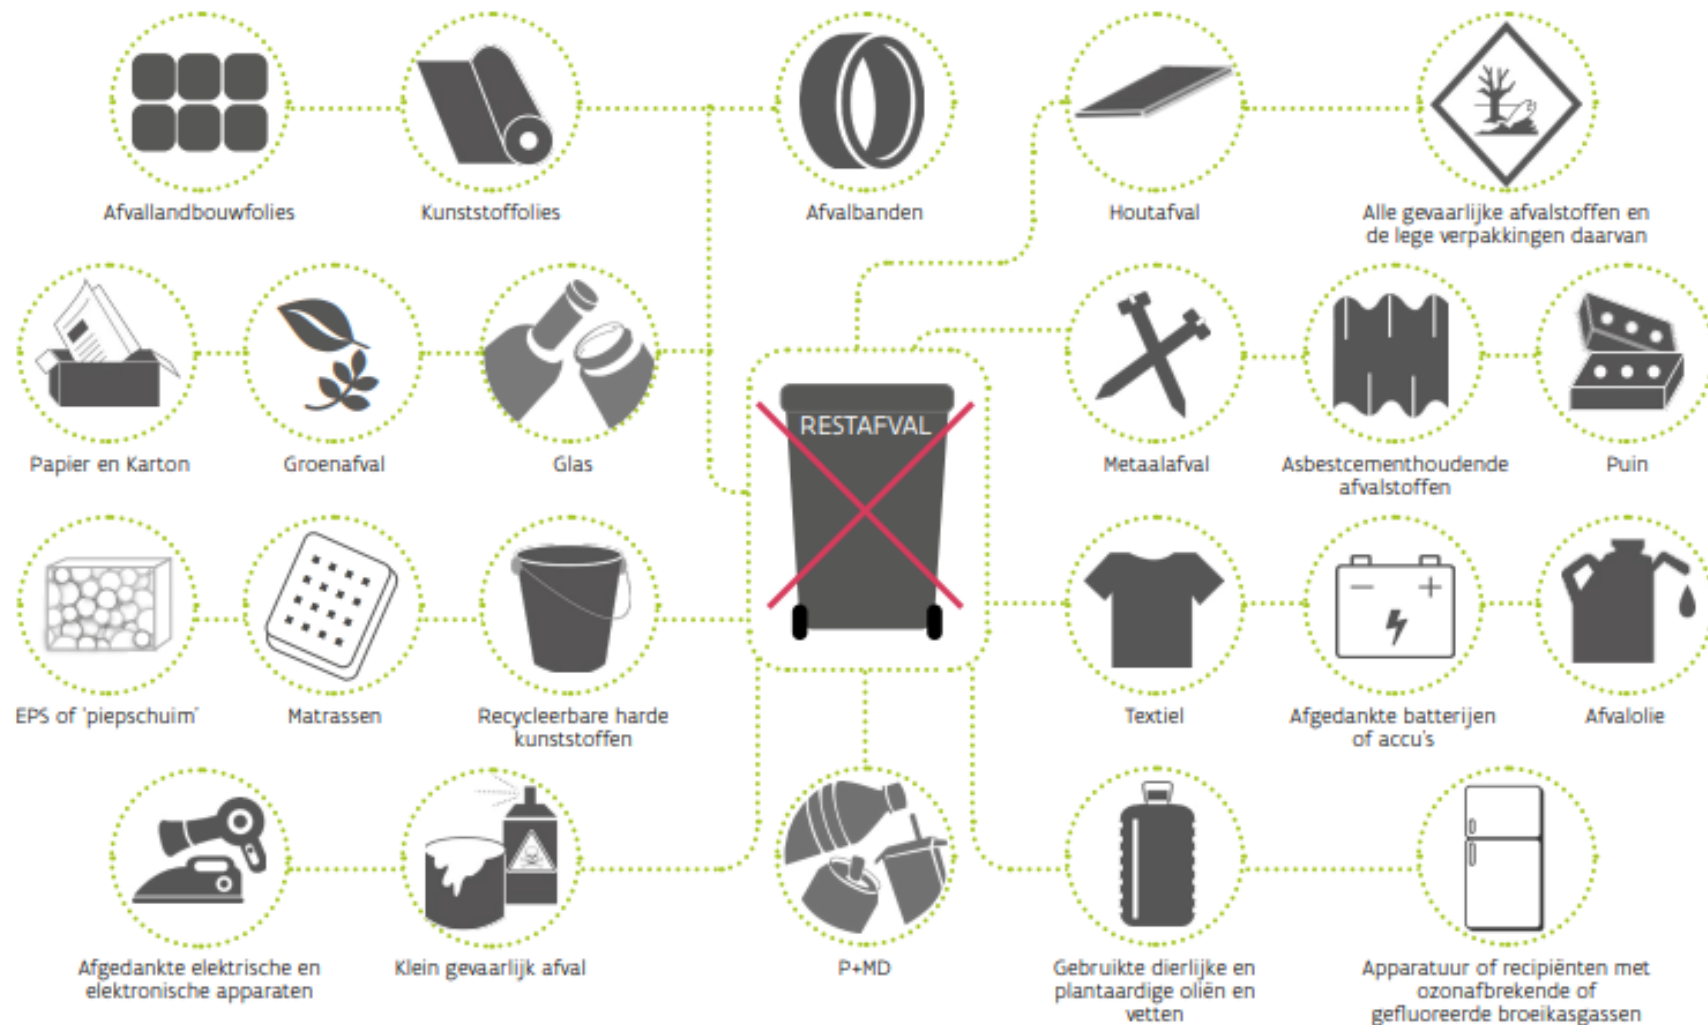 Afvallandbouwfolies
Kunststoffolies
Afvalbanden
Houtafval
Alle gevaarlijke afvalstoffen en
de lege verpakkingen daarvan
Papier en Karton
Groenafval
Glas
RESTAFVAL
Metaalafval
Asbestcementhoudende
afvalstoffen
Puin
EPS of 'piepschuim'
Matrassen
Recycleerbare harde
kunststoffen
Textiel
Afgedankte batterijen
of accu's
Afvalolie
Afgedankte elektrische en
elektronische apparaten
Klein gevaarlijk afval
P+MD
Gebruikte dierlijke en
plantaardige oliën en
vetten
Apparatuur of recipiënten met
ozonafbrekende of
gefluoreerde broeikasgassen